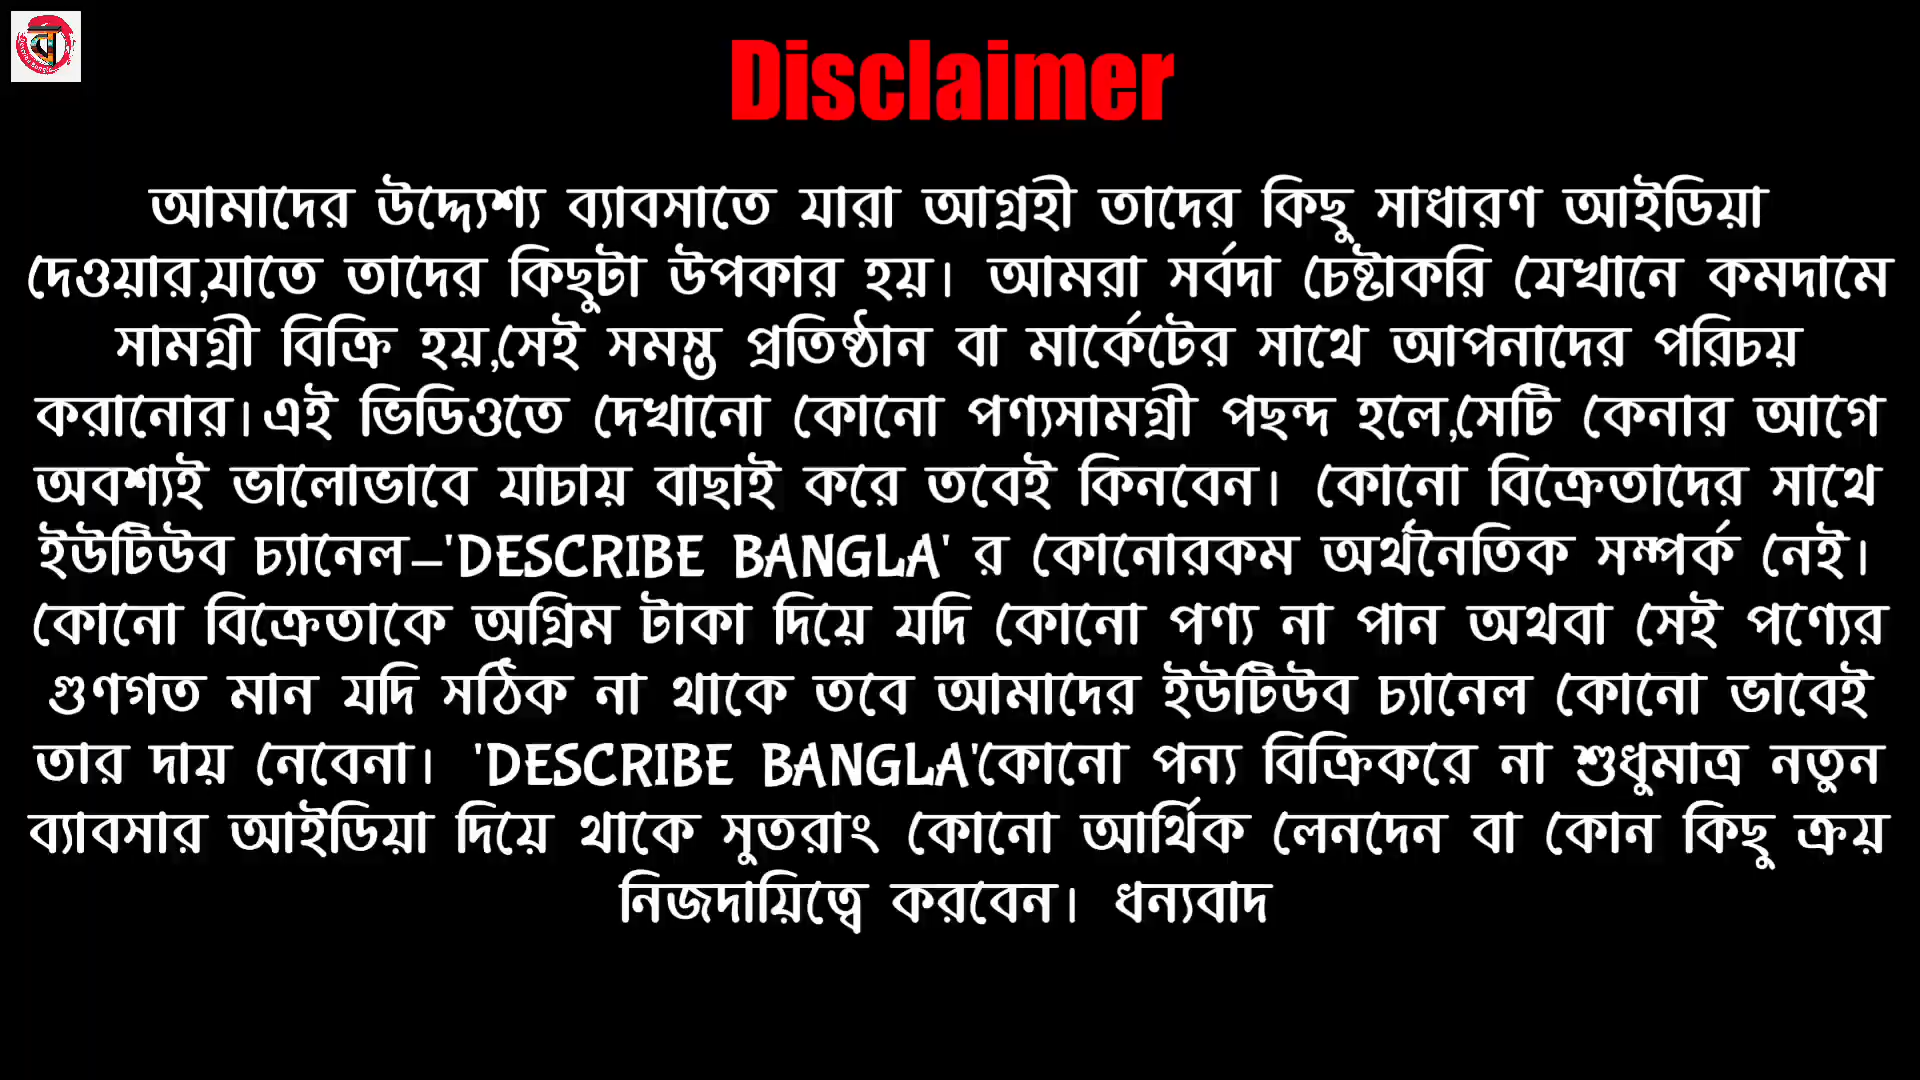 Disclaimer
আমাদের উদ্দ্যেশ্য ব্যাবসাতে যারা আগ্রহী তাদের কিছু সাধারণ আইডিয়া
দেওয়ার,যাতে তাদের কিছুটা উপকার হয়। আমরা সর্বদা চেষ্টাকরি যেখানে কমদামে
সামগ্রী বিক্রি হয়,সেই সমস্ত প্রতিষ্ঠান বা মার্কেটের সাথে আপনাদের পরিচয়
করানোর। এই ভিডিওতে দেখানো কোনো পণ্যসামগ্রী পছন্দ হলে,সেটি কেনার আগে
অবশ্যই ভালোভাবে যাচায় বাছাই করে তবেই কিনবেন। কোনো বিক্রেতাদের সাথে
ইউটিউব চ্যানেল–'DESCRIBE BANGLA' র কোনোরকম অর্থনৈতিক সম্পর্ক নেই।
কোনো বিক্রেতাকে অগ্রিম টাকা দিয়ে যদি কোনো পণ্য না পান অথবা সেই পণ্যের
গুণগত মান যদি সঠিক না থাকে তবে আমাদের ইউটিউব চ্যানেল কোনো ভাবেই
তার দায় নেবেনা। 'DESCRIBE BANGLA'কোনো পন্য বিক্রিকরে না শুধুমাত্র নতুন
ব্যাবসার আইডিয়া দিয়ে থাকে সুতরাং কোনো আর্থিক লেনদেন বা কোন কিছু ক্রয়
নিজদায়িত্বে করবেন। ধন্যবাদ